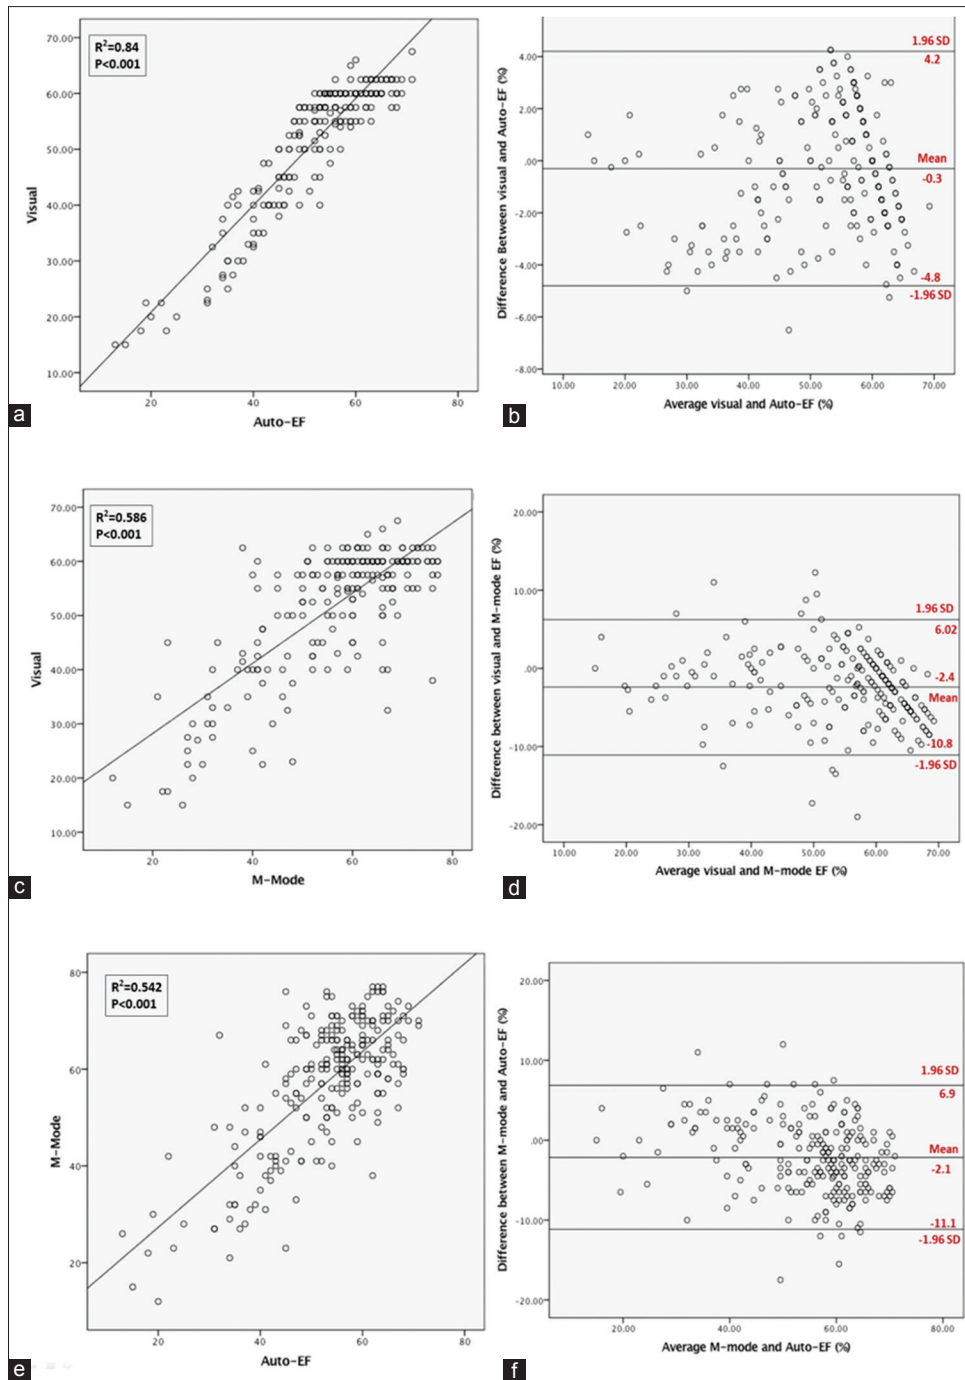 R²=0.84
P<0.001
70.00
60.00
50.00
40.00
30.00
20.00
10.00
Visual
20
40
60
80
Auto-EF
a
4.00
2.00
.00
-2.00
-4.00
-6.00
-8.00
Difference Between visual and Auto-EF (%)
1.96 SD
4.2
Mean
-0.3
-4.8
-1.96 SD
10.00
20.00
30.00
40.00
50.00
60.00
70.00
Average visual and Auto-EF (%)
b
R²=0.586
P<0.001
70.00
60.00
50.00
40.00
30.00
20.00
10.00
Visual
20
40
60
80
M-Mode
c
20.00
10.00
.00
-10.00
-20.00
Difference between visual and M-mode EF (%)
1.96 SD
6.02
-2.4
Mean
-10.8
-1.96 SD
10.00
20.00
30.00
40.00
50.00
60.00
70.00
Average visual and M-mode EF (%)
d
R²=0.542
P<0.001
80
60
40
20
M-Mode
20
40
60
80
Auto-EF
e
20.00
10.00
.00
-10.00
-20.00
Difference between M-mode and Auto-EF (%)
1.96 SD
6.9
Mean
-2.1
-11.1
-1.96 SD
20.00
40.00
60.00
80.00
Average M-mode and Auto-EF (%)
f